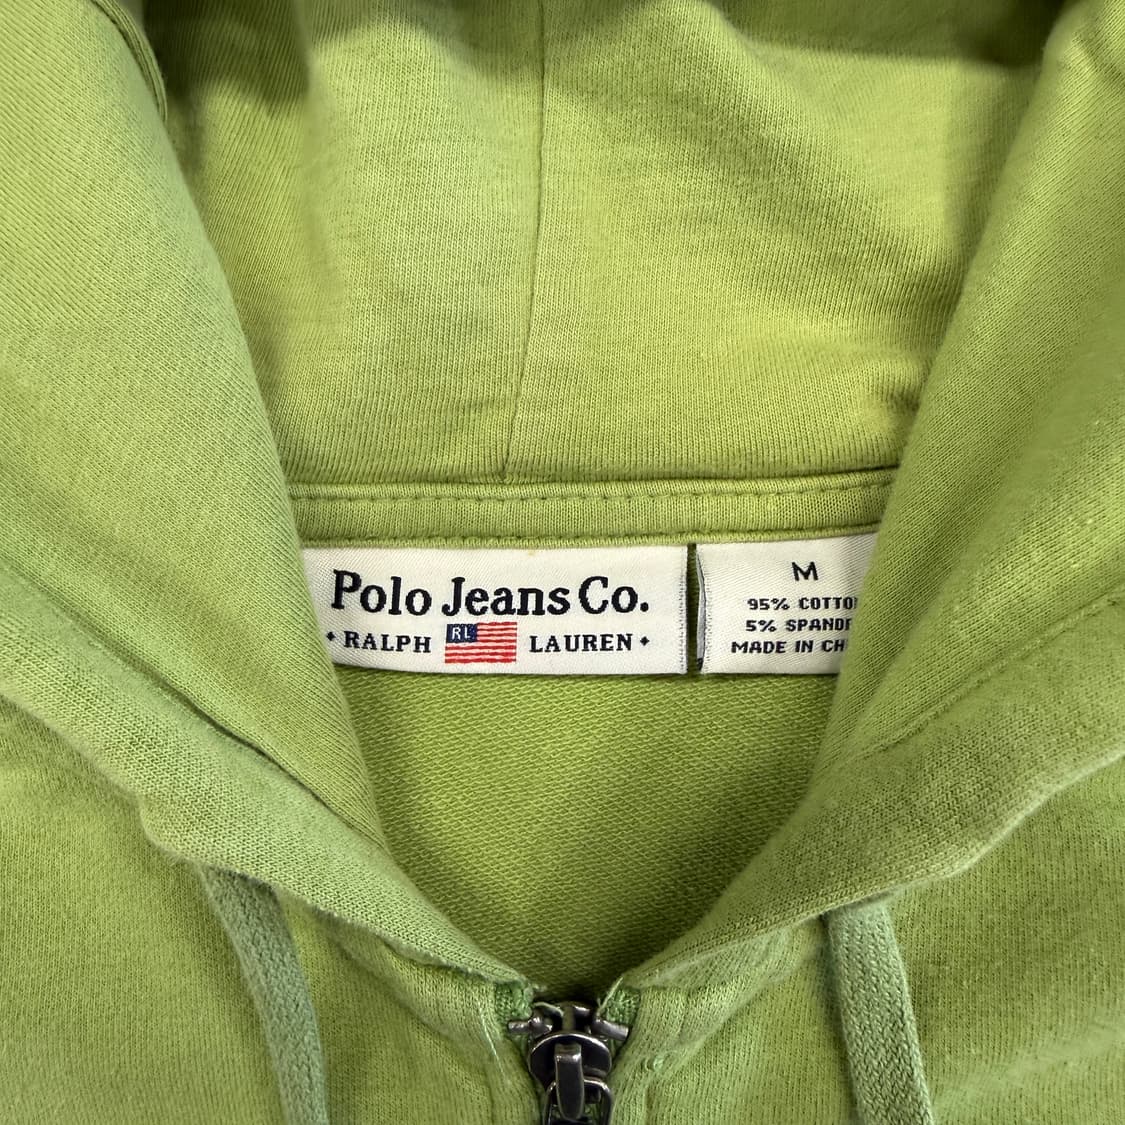 Polo Jeans Co.
RALPH RL LAUREN
M
95% COTTO
5% SPANDE
MADE IN CH